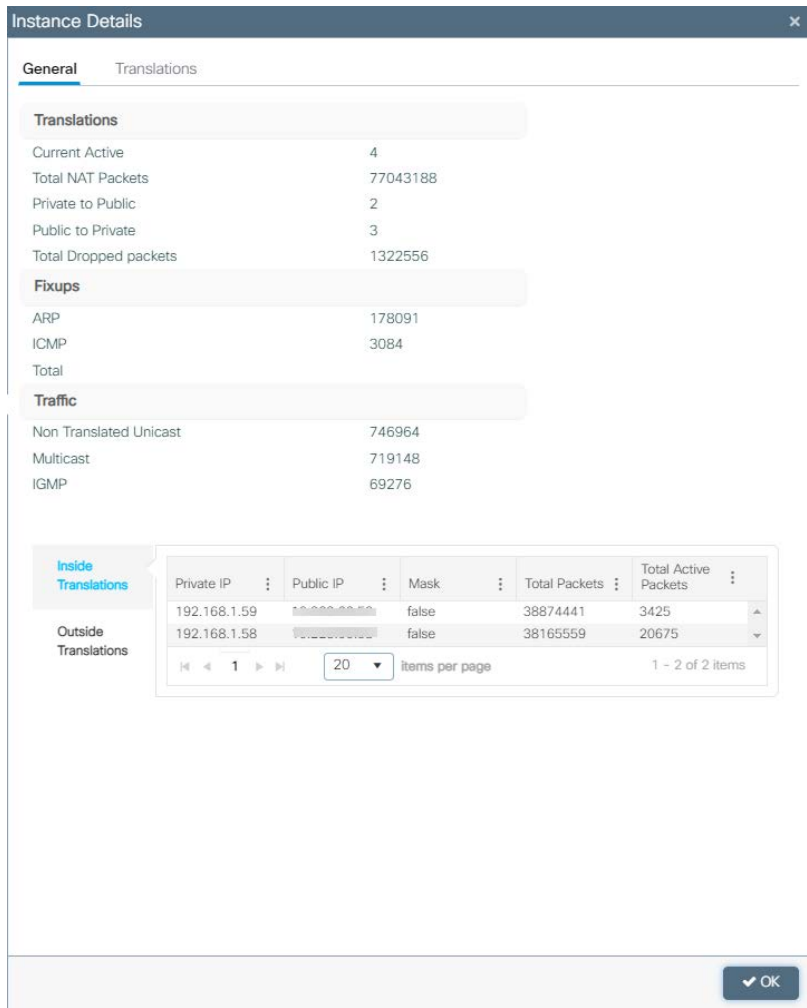 Instance Details
General Translations
Translations
Current Active 4
Total NAT Packets 77043188
Private to Public 2
Public to Private 3
Total Dropped packets 1322556
Fixups
ARP 178091
ICMP 3084
Total
Traffic
Non Translated Unicast 746964
Multicast 719148
IGMP 69276
Inside Translations
Outside Translations
Private IP Public IP Mask Total Packets Total Active Packets
192.168.1.59 false 38874441 3425
192.168.1.58 false 38165559 20675
1 20 items per page 1 - 2 of 2 items
OK